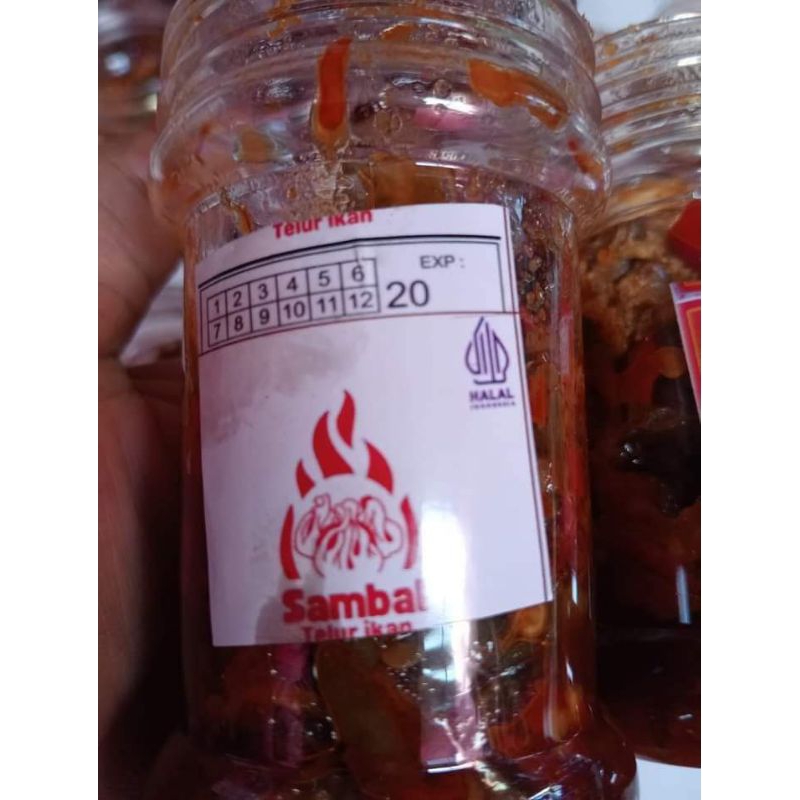 Telur Ikan
EXP :
1 2 3 4 5 6
20
7 8 9 10 11 12
HALAL
INDONESIA
Sambal
Telur ikan